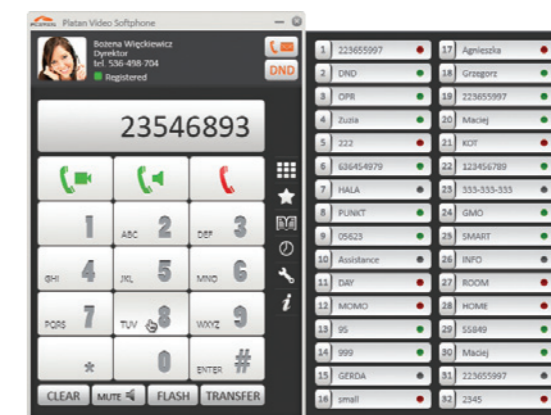 PLATAN Platan Video Softphone
Bożena Więckiewicz
Dyrektor
tel. 536-498-704
Registered
DND
23546893
1
ABC 2
DEF 3
GHI 4
JKL 5
MNO 6
PQRS 7
TUV 8
WXYZ 9
*
0
ENTER #
CLEAR
MUTE
FLASH
TRANSFER
1 223655997
2 DND
3 OPR
4 Zuzia
5 222
6 636454979
7 HALA
8 PUNKT
9 05623
10 Assistance
11 DAY
12 MOMO
13 95
14 999
15 GERDA
16 small
17 Agnieszka
18 Grzegorz
19 223655997
20 Maciej
21 KOT
22 123456789
23 333-333-333
24 GMO
25 SMART
26 INFO
27 ROOM
28 HOME
29 55849
30 Maciej
31 223655997
32 2345